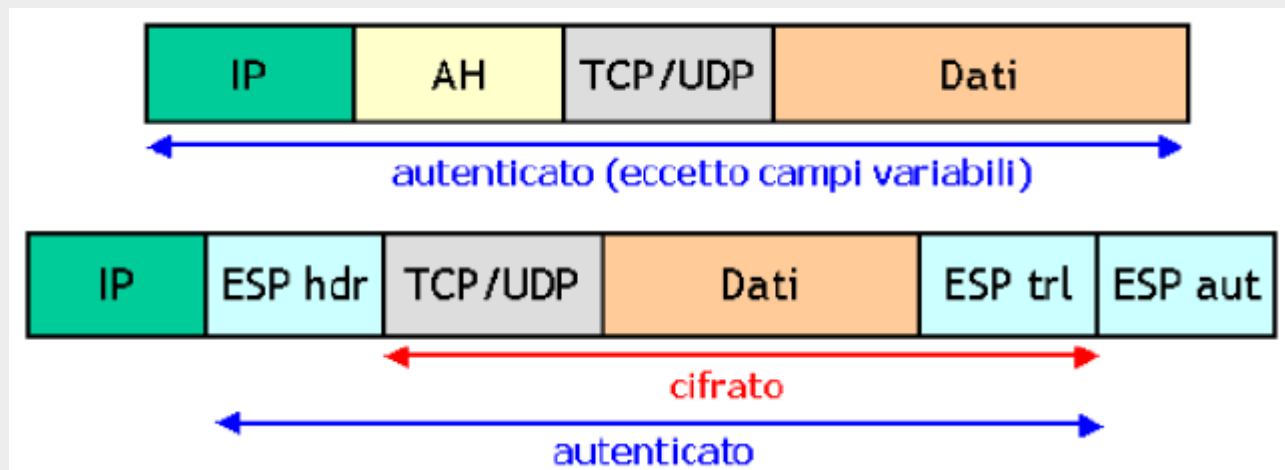 IP AH TCP/UDP Dati
autenticato (eccetto campi variabili)
IP ESP hdr TCP/UDP Dati ESP trl ESP aut
cifrato
autenticato